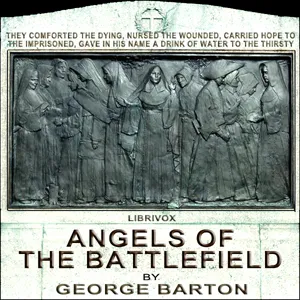 THEY COMFORTED THE DYING, NURSED THE WOUNDED, CARRIED HOPE TO
THE IMPRISONED, GAVE IN HIS NAME A DRINK OF WATER TO THE THIRSTY
LIBRIVOX
ANGELS OF
THE BATTLEFIELD
BY
GEORGE BARTON